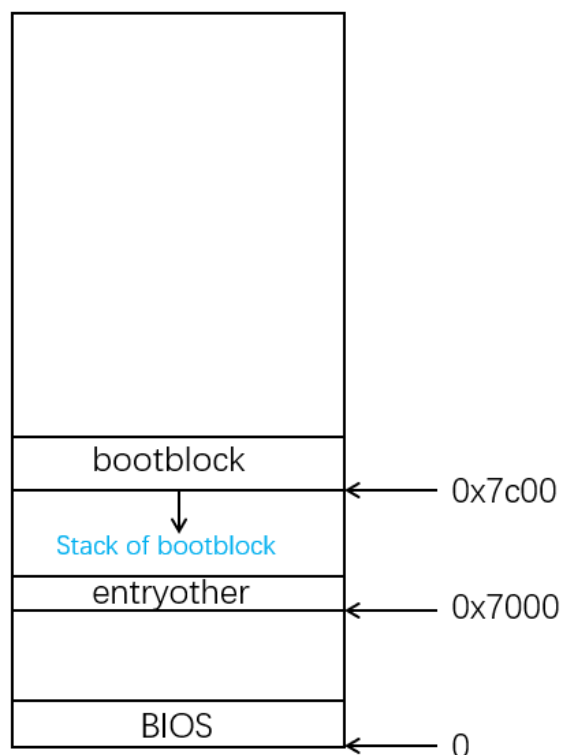 bootblock
0x7c00
Stack of bootblock
entryother
0x7000
BIOS
0